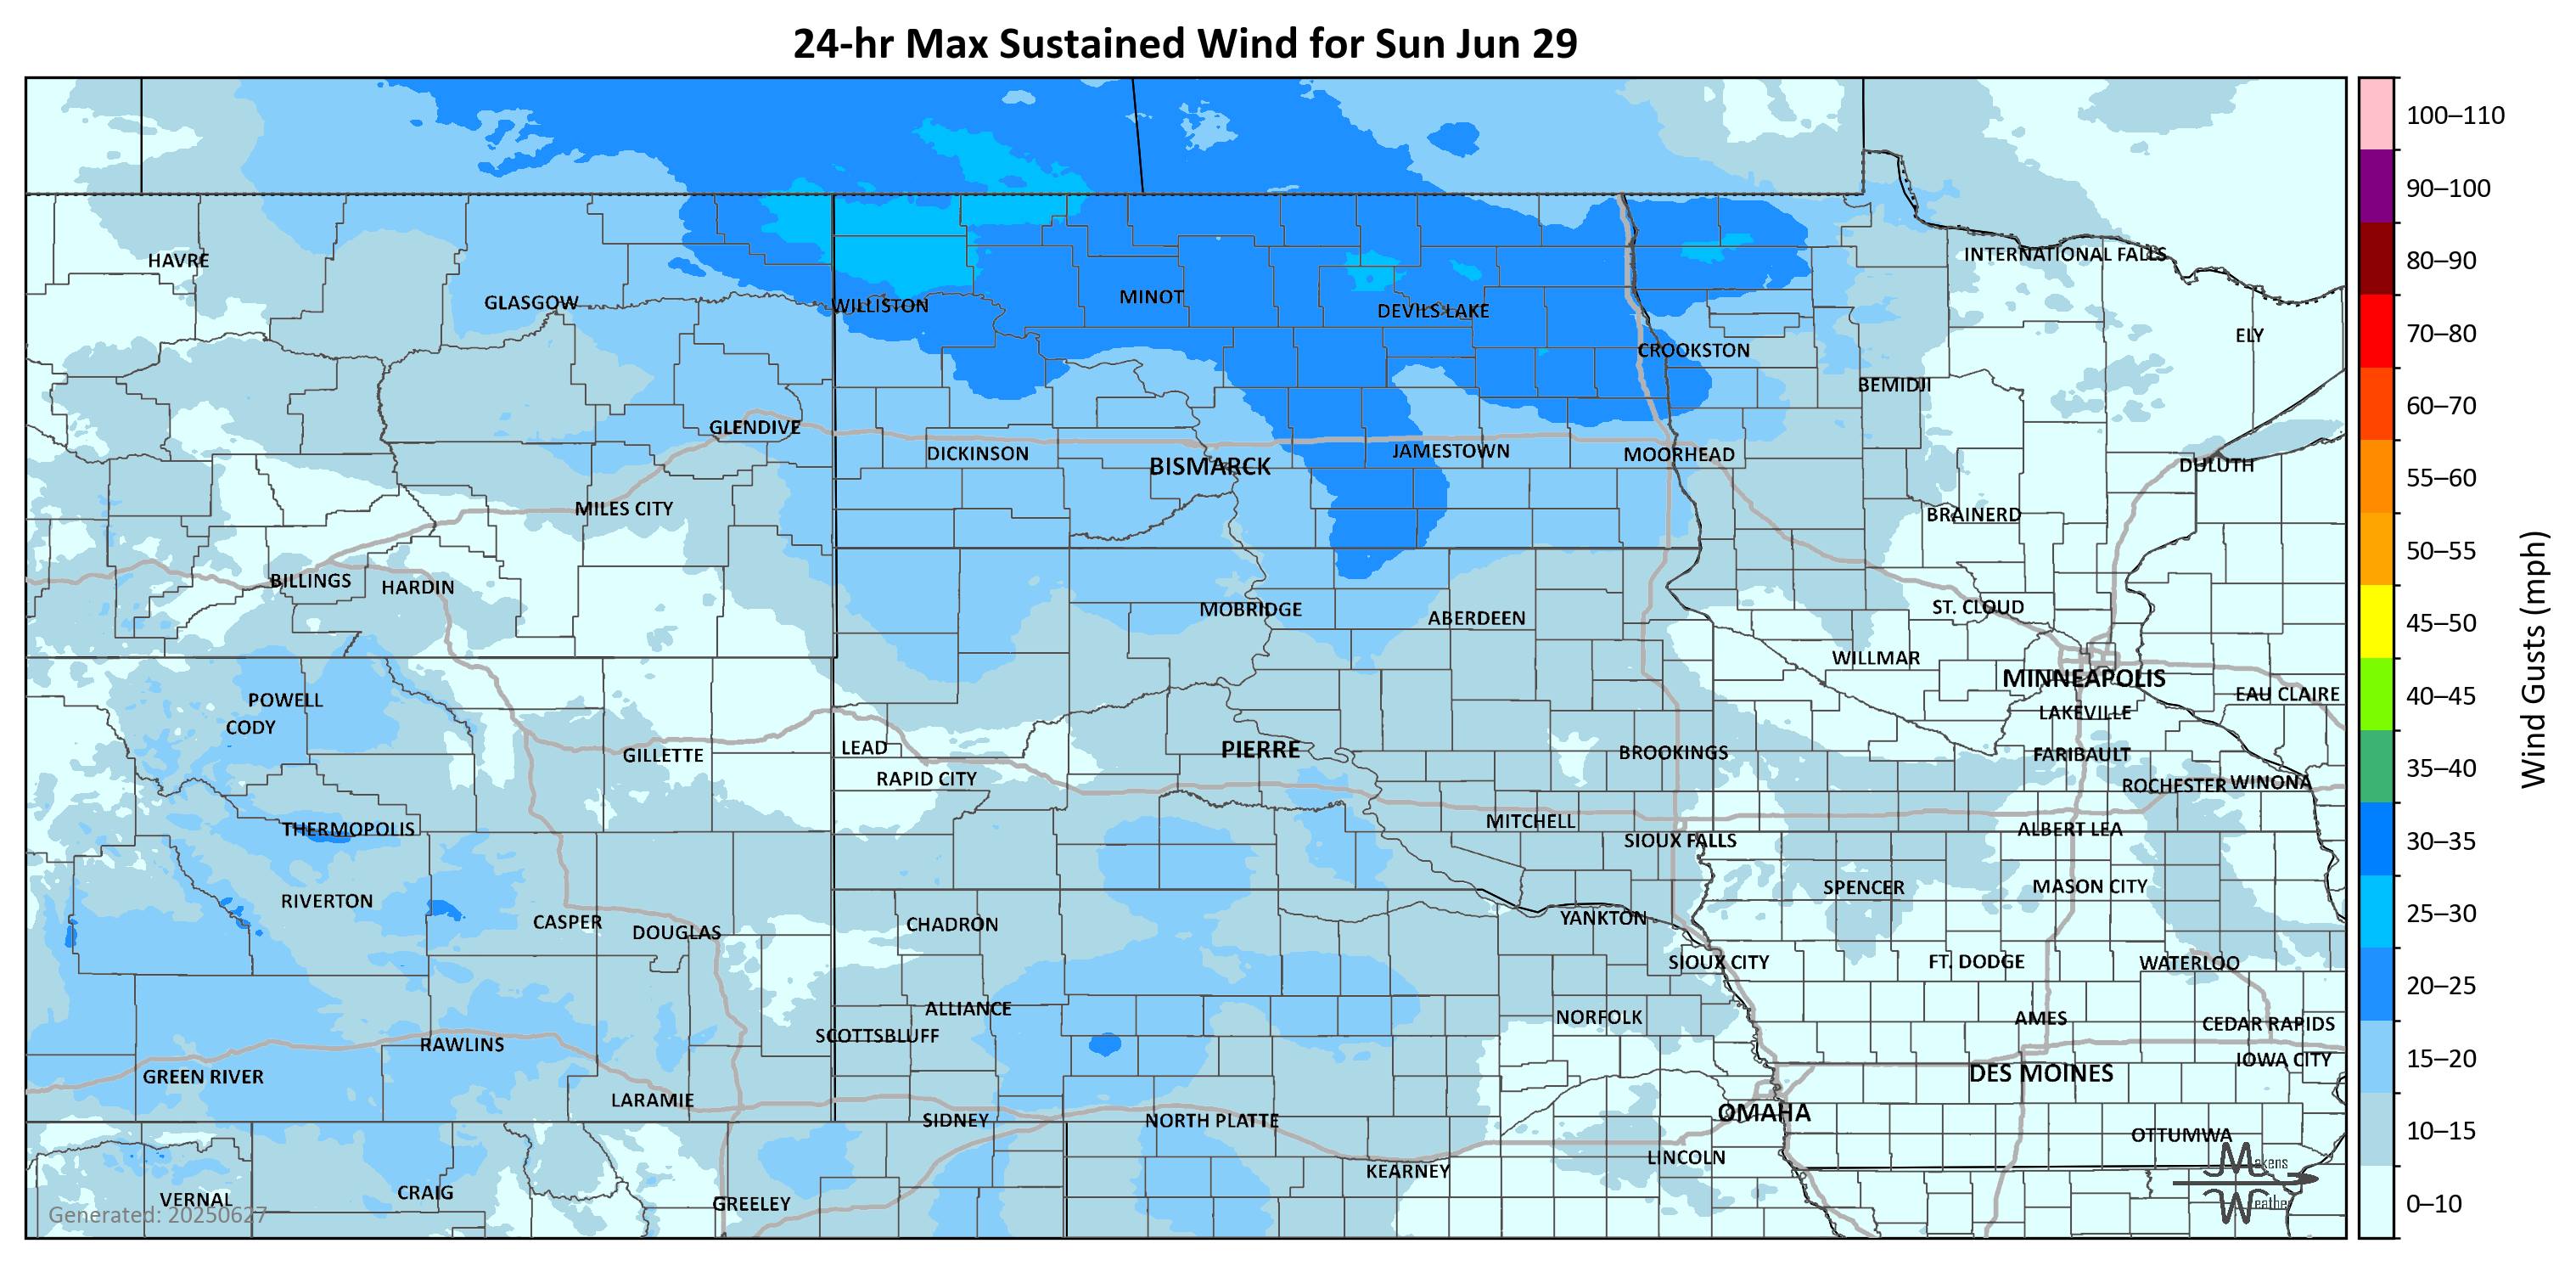 24-hr Max Sustained Wind for Sun Jun 29
100–110
90–100
80–90
70–80
60–70
55–60
50–55
45–50
40–45
35–40
30–35
25–30
20–25
15–20
10–15
0–10
Wind Gusts (mph)
HAVRE
GLASGOW
WILLISTON
MINOT
DEVILS LAKE
INTERNATIONAL FALLS
ELY
CROOKSTON
BEMIDJI
GLENDIVE
DICKINSON
BISMARCK
JAMESTOWN
MOORHEAD
DULUTH
MILES CITY
BRAINERD
BILLINGS
HARDIN
MOBRIDGE
ABERDEEN
ST. CLOUD
WILLMAR
MINNEAPOLIS
EAU CLAIRE
POWELL
CODY
LAKEVILLE
GILLETTE
LEAD
RAPID CITY
PIERRE
BROOKINGS
FARIBAULT
ROCHESTER
WINONA
THERMOPOLIS
MITCHELL
SIOUX FALLS
ALBERT LEA
RIVERTON
CASPER
DOUGLAS
CHADRON
YANKTON
SPENCER
MASON CITY
SIOUX CITY
FT. DODGE
WATERLOO
ALLIANCE
SCOTTSBLUFF
NORFOLK
AMES
CEDAR RAPIDS
RAWLINS
GREEN RIVER
IOWA CITY
DES MOINES
LARAMIE
SIDNEY
NORTH PLATTE
OMAHA
OTTUMWA
KEARNEY
LINCOLN
VERNAL
CRAIG
GREELEY
Generated: 20250627
Makens
Weather